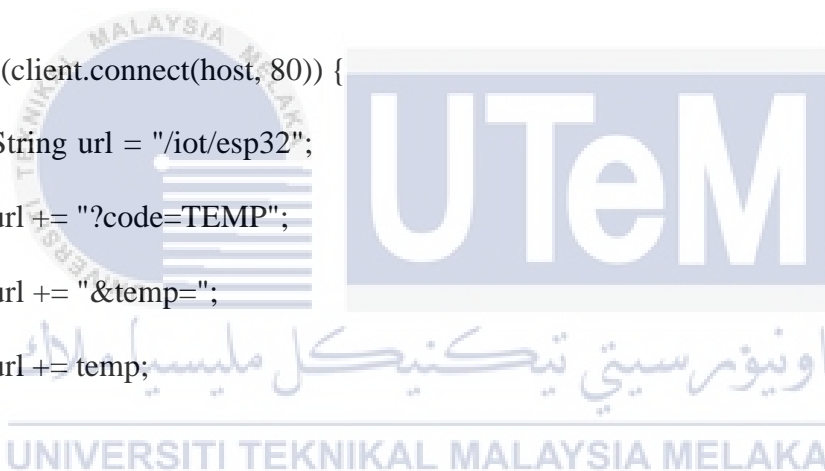 (client.connect(host, 80)) {
String url = "/iot/esp32";
url += "?code=TEMP";
url += "&temp=";
url += temp;
UTeM
اونيۏرسيتي تيكنيكل مليسيا ملاك
UNIVERSITI TEKNIKAL MALAYSIA MELAKA